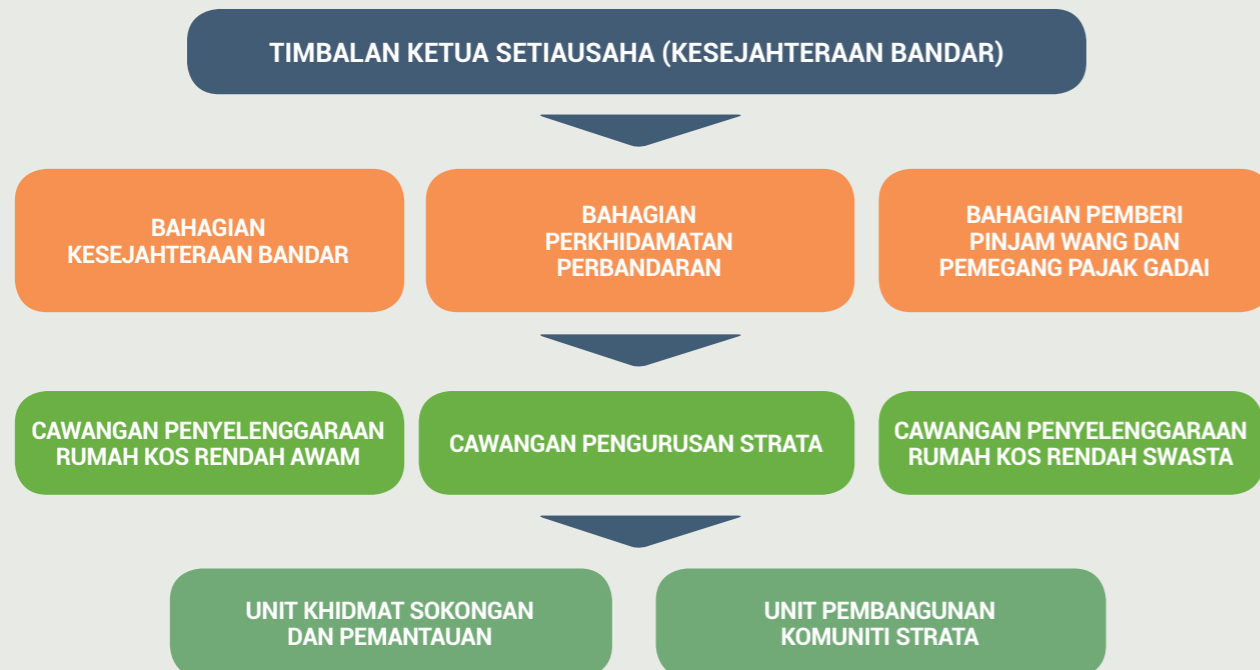 TIMBALAN KETUA SETIAUSAHA (KESEJAHTERAAN BANDAR)
BAHAGIAN
KESEJAHTERAAN BANDAR
BAHAGIAN
PERKHIDAMATAN
PERBANDARAN
BAHAGIAN PEMBERI
PINJAM WANG DAN
PEMEGANG PAJAK GADAI
CAWANGAN PENYELENGGARAAN
RUMAH KOS RENDAH AWAM
CAWANGAN PENGURUSAN STRATA
CAWANGAN PENYELENGGARAAN
RUMAH KOS RENDAH SWASTA
UNIT KHIDMAT SOKONGAN
DAN PEMANTAUAN
UNIT PEMBANGUNAN
KOMUNITI STRATA